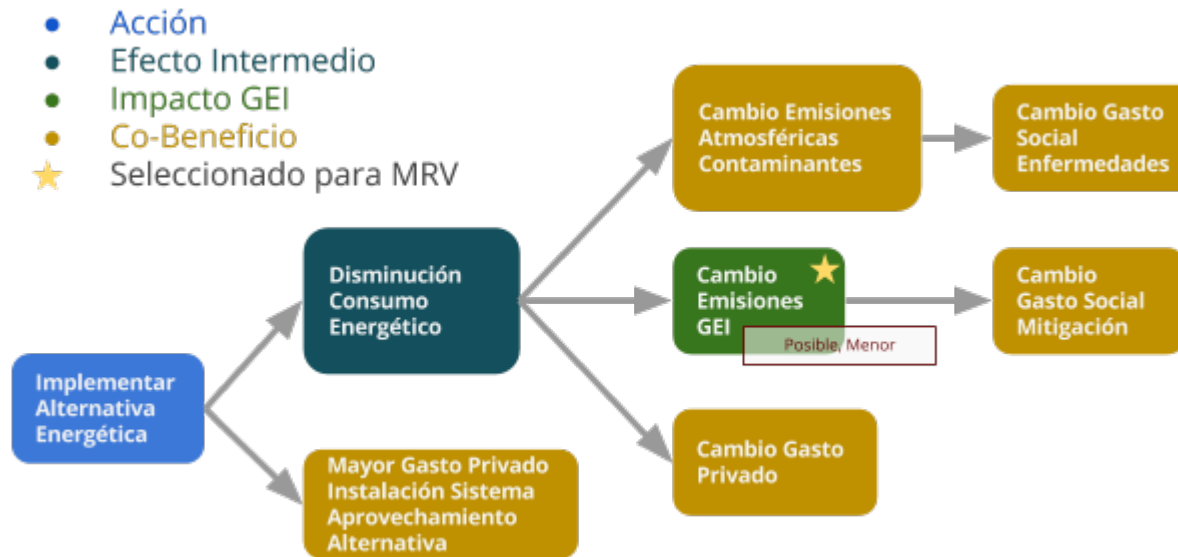 Acción
Efecto Intermedio
Impacto GEI
Co-Beneficio
Seleccionado para MRV
Cambio Emisiones
Atmosféricas
Contaminantes
Cambio Gasto
Social
Enfermedades
Disminución
Consumo
Energético
Cambio
Emisiones
GEI
Posible, Menor
Cambio
Gasto Social
Mitigación
Implementar
Alternativa
Energética
Mayor Gasto Privado
Instalación Sistema
Aprovechamiento
Alternativa
Cambio Gasto
Privado